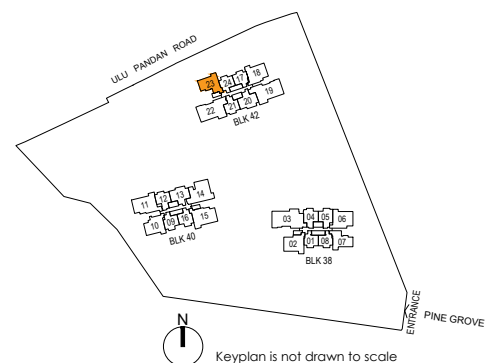 ULU PANDAN ROAD
23 24 17 18
22 21 20 19
BLK 42
11 12 13 14
10 09 16 15
BLK 40
03 04 05 06
02 01 08 07
BLK 38
ENTRANCE
PINE GROVE
N
Keyplan is not drawn to scale